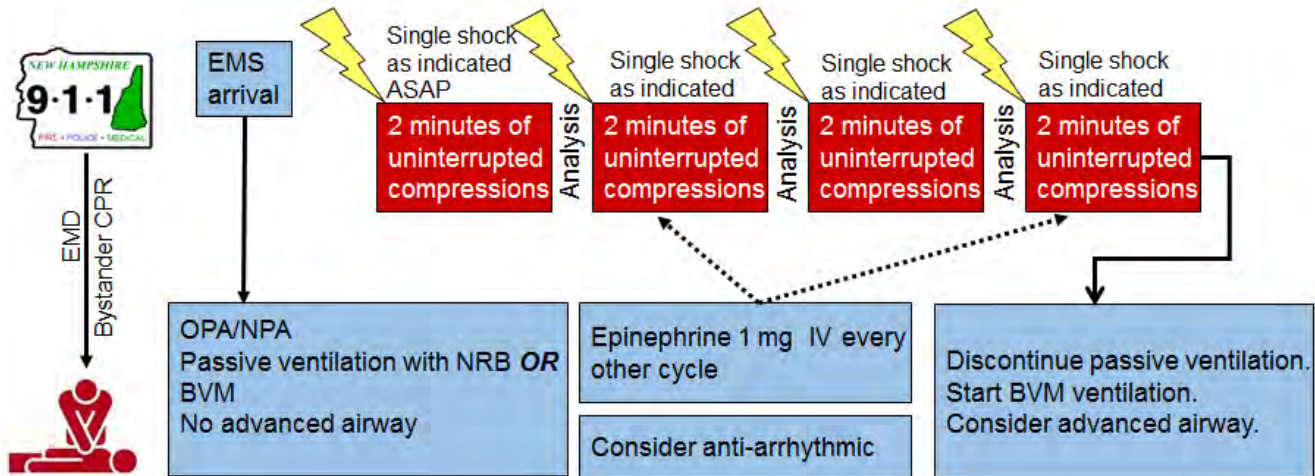 NEW HAMPSHIRE
9·1·1
FIRE • POLICE • MEDICAL
EMD
Bystander CPR
EMS
arrival
Single shock
as indicated
ASAP
2 minutes of
uninterrupted
compressions
Analysis
Single shock
as indicated
2 minutes of
uninterrupted
compressions
Analysis
Single shock
as indicated
2 minutes of
uninterrupted
compressions
Analysis
Single shock
as indicated
2 minutes of
uninterrupted
compressions
OPA/NPA
Passive ventilation with NRB OR
BVM
No advanced airway
Epinephrine 1 mg IV every
other cycle
Consider anti-arrhythmic
Discontinue passive ventilation.
Start BVM ventilation.
Consider advanced airway.